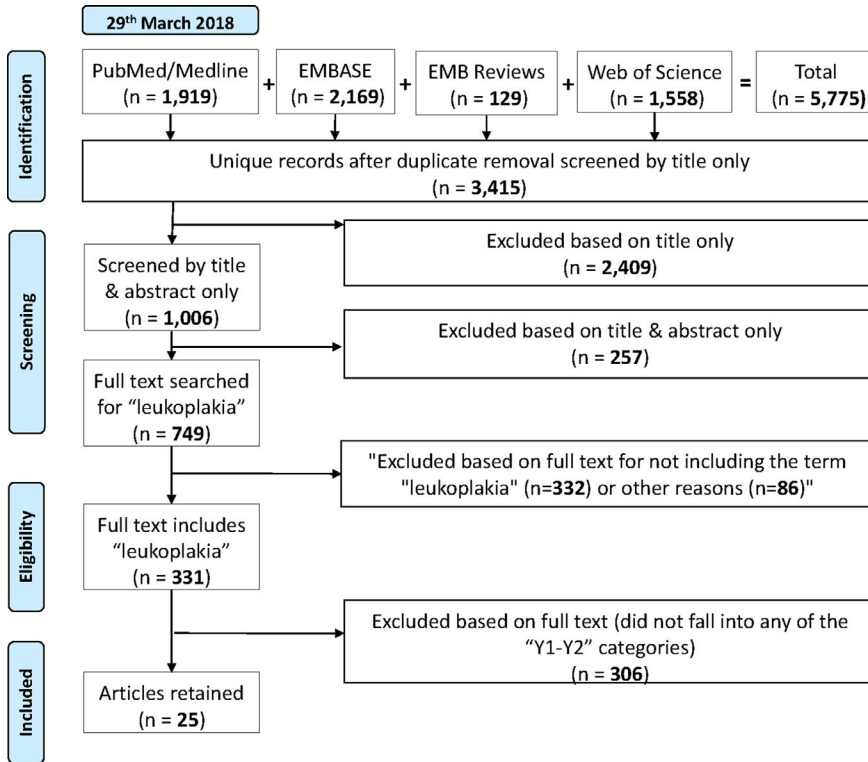 29th March 2018
Identification
PubMed/Medline
(n = 1,919)
+
EMBASE
(n = 2,169)
+
EMB Reviews
(n = 129)
+
Web of Science
(n = 1,558)
=
Total
(n = 5,775)
Unique records after duplicate removal screened by title only
(n = 3,415)
Screening
Excluded based on title only
(n = 2,409)
Screened by title
& abstract only
(n = 1,006)
Excluded based on title & abstract only
(n = 257)
Full text searched
for “leukoplakia”
(n = 749)
"Excluded based on full text for not including the term
"leukoplakia" (n=332) or other reasons (n=86)"
Eligibility
Full text includes
“leukoplakia”
(n = 331)
Excluded based on full text (did not fall into any of the
“Y1-Y2” categories)
(n = 306)
Included
Articles retained
(n = 25)